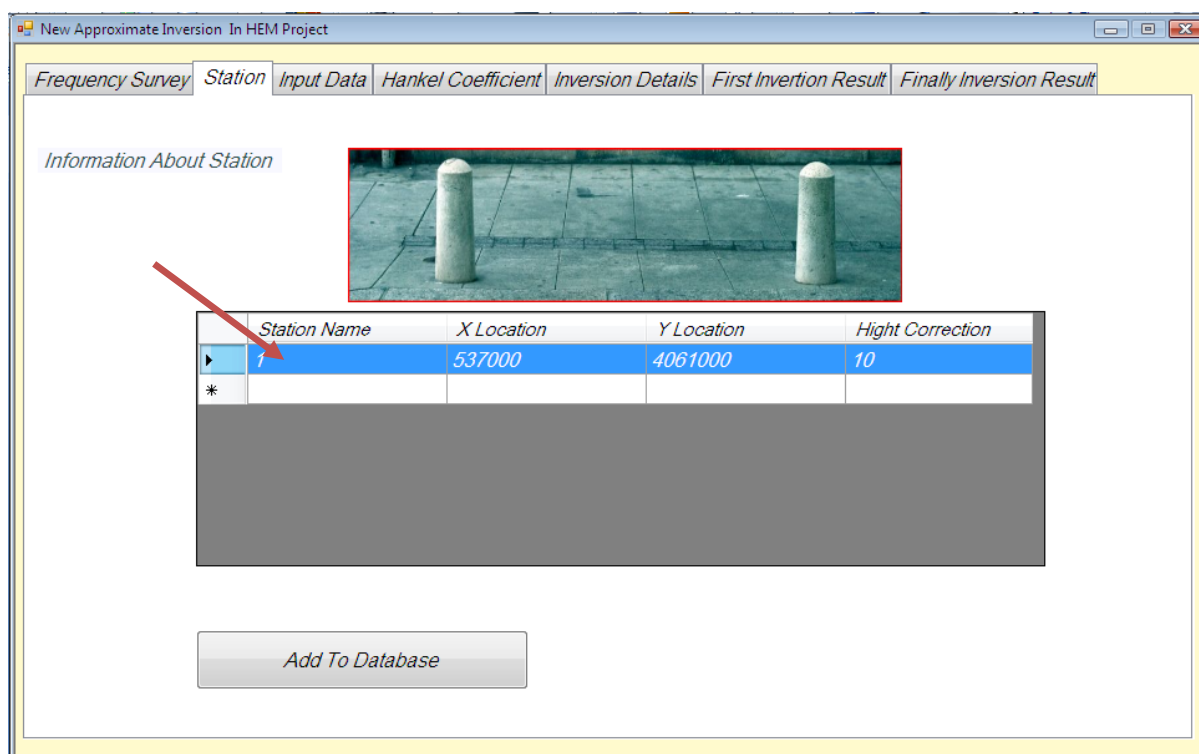 New Approximate Inversion In HEM Project
Frequency Survey Station Input Data Hankel Coefficient Inversion Details First Invertion Result Finally Inversion Result
Information About Station
Station Name X Location Y Location Hight Correction
1 537000 4061000 10
*
Add To Database